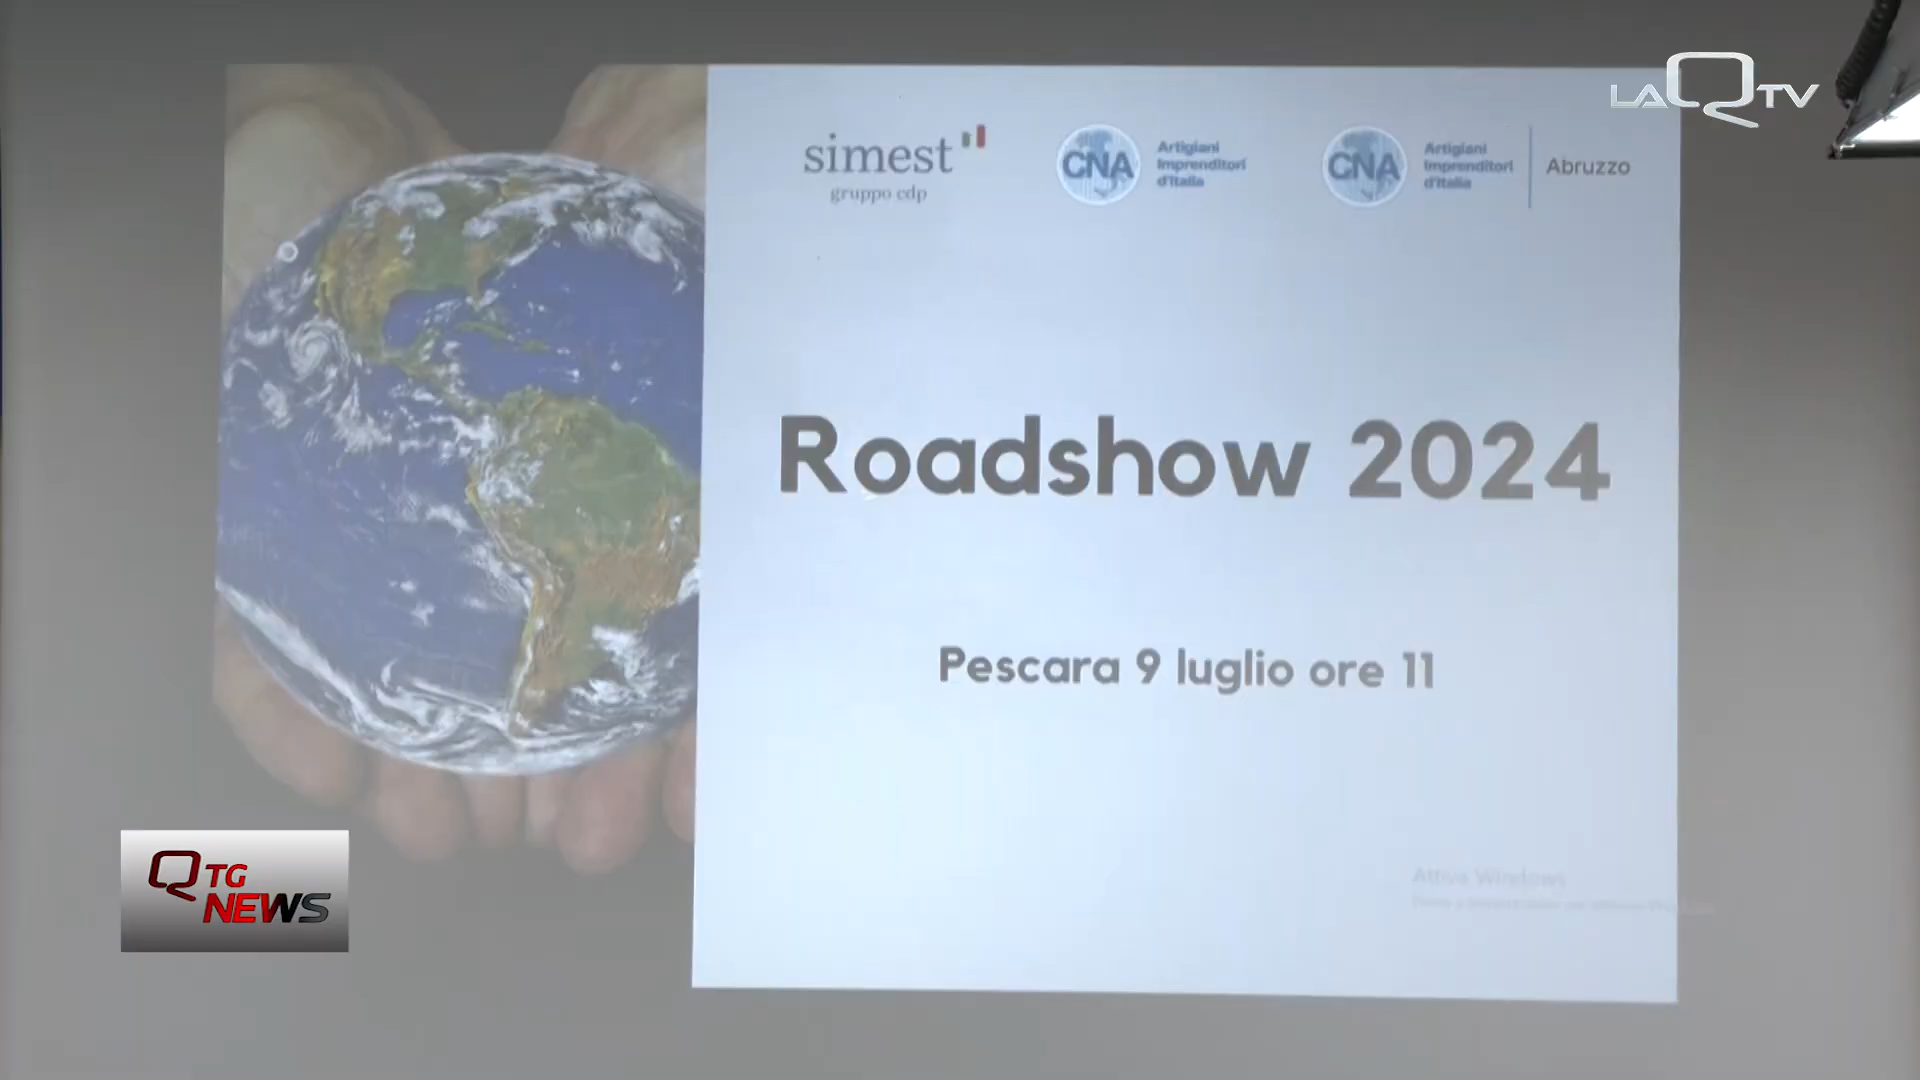 LAQTV
simest
gruppo cdp
CNA
Artigiani
Imprenditori
d'Italia
CNA
Artigiani
Imprenditori
d'Italia
Abruzzo
Roadshow 2024
Pescara 9 luglio ore 11
Attiva Windows
Q TG
NEWS